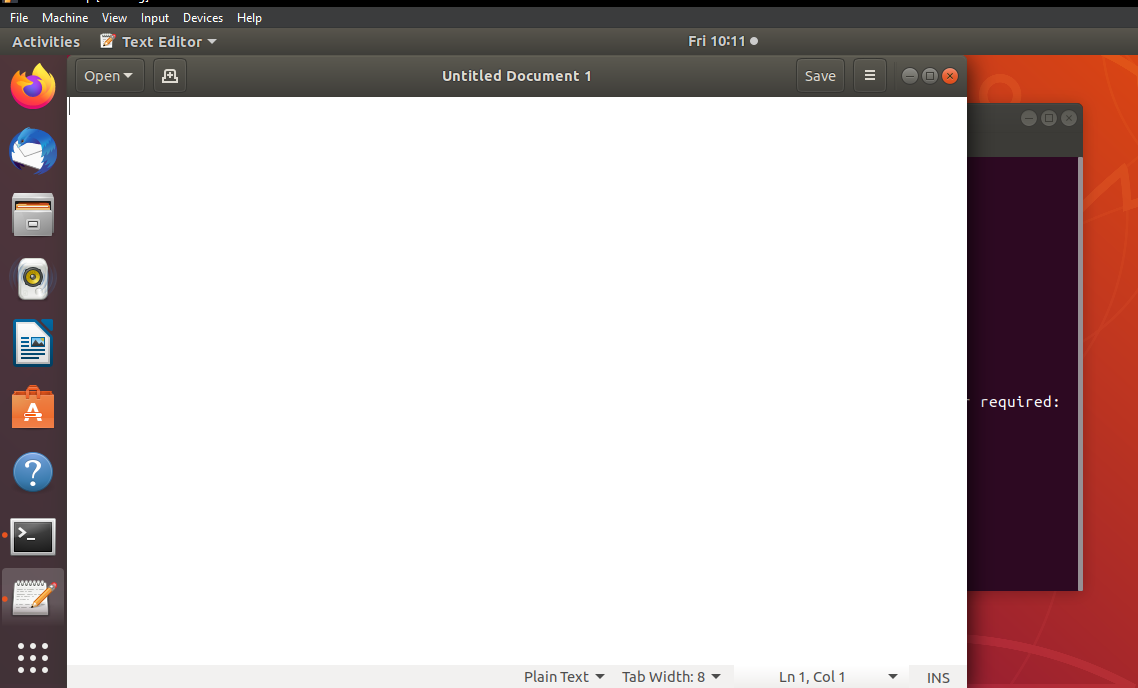 File Machine View Input Devices Help
Activities Text Editor Fri 10:11
Open Untitled Document 1 Save
required:
Plain Text Tab Width: 8 Ln 1, Col 1 INS